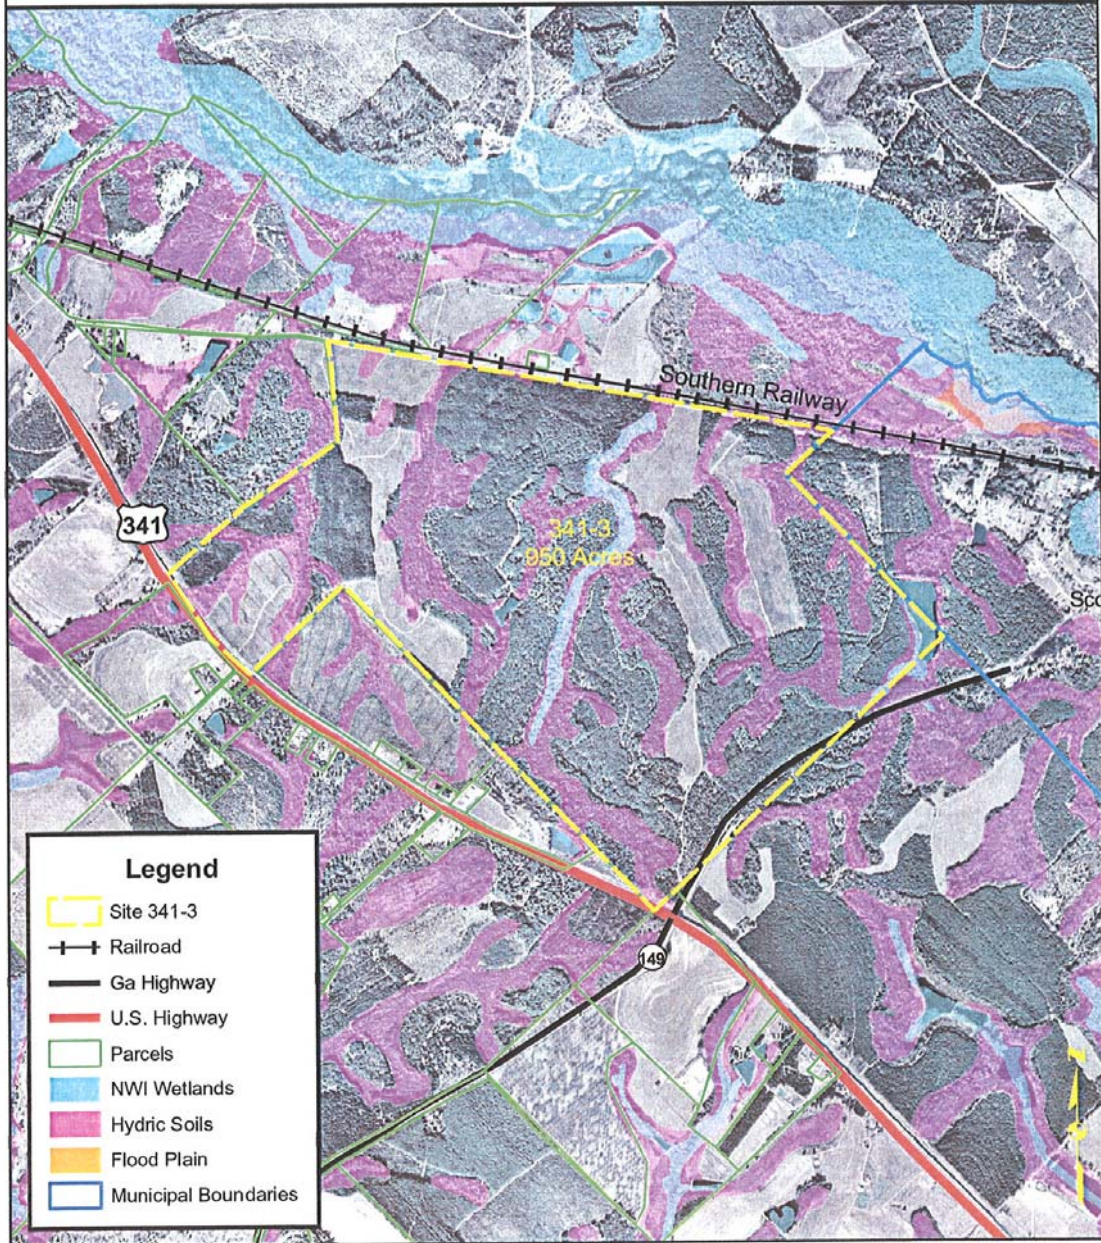 Southern Railway
341
341-3
950 Acres
Sco
149
Legend
Site 341-3
Railroad
Ga Highway
U.S. Highway
Parcels
NWI Wetlands
Hydric Soils
Flood Plain
Municipal Boundaries
Z